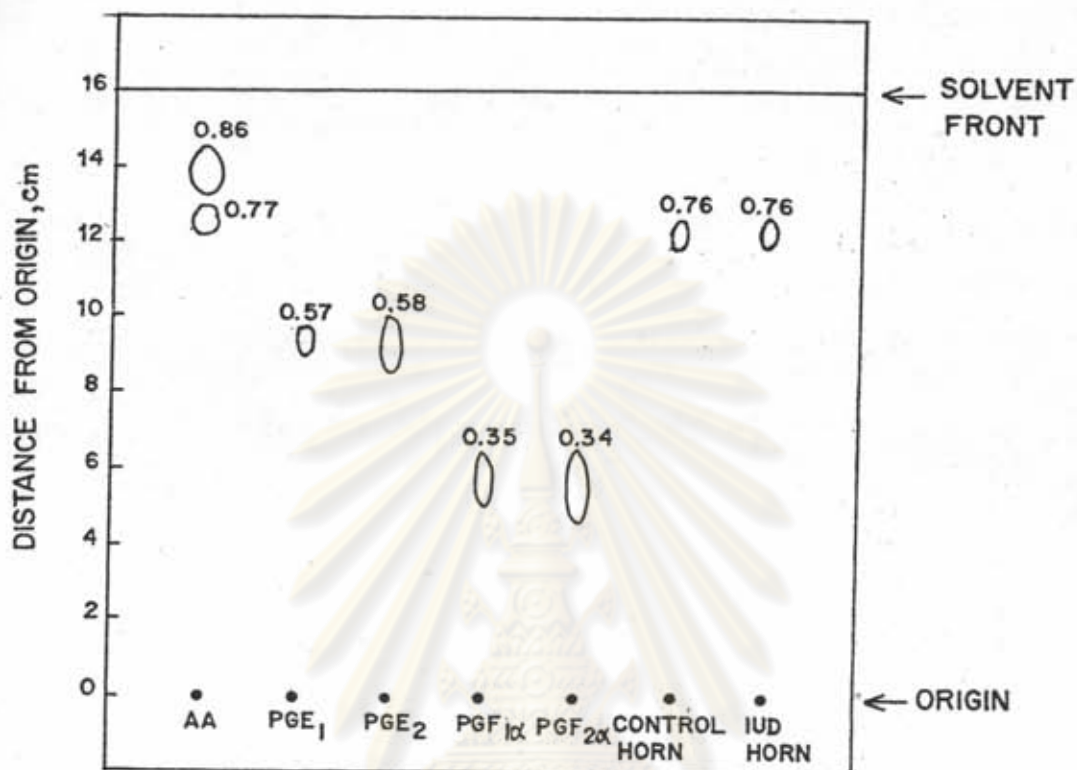 16
SOLVENT
FRONT
0.86
14
0.77
0.76
0.76
12
10
0.57
0.58
8
0.35
0.34
6
4
2
0
ORIGIN
AA
PGE₁
PGE₂
PGF₁α
PGF₂α
CONTROL
HORN
IUD
HORN
DISTANCE FROM ORIGIN, cm